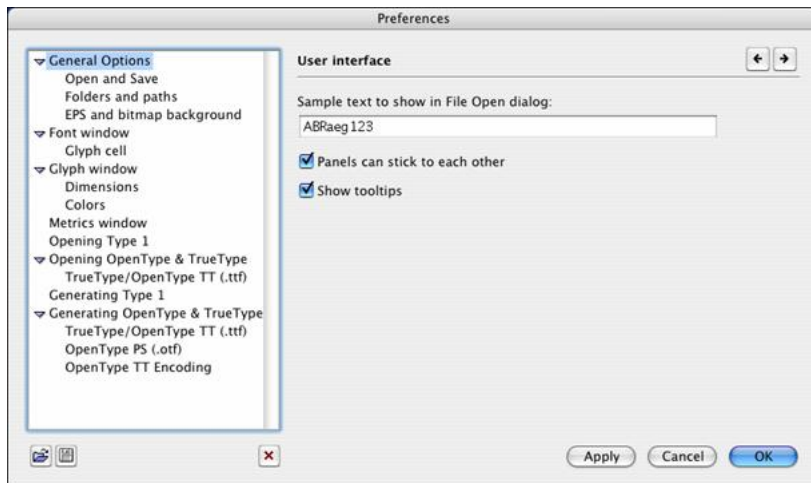 Preferences
General Options
Open and Save
Folders and paths
EPS and bitmap background
Font window
Glyph cell
Glyph window
Dimensions
Colors
Metrics window
Opening Type 1
Opening OpenType & TrueType
TrueType/OpenType TT (.ttf)
Generating Type 1
Generating OpenType & TrueType
TrueType/OpenType TT (.ttf)
OpenType PS (.otf)
OpenType TT Encoding
User interface
Sample text to show in File Open dialog:
ABRaeg123
Panels can stick to each other
Show tooltips
Apply
Cancel
OK